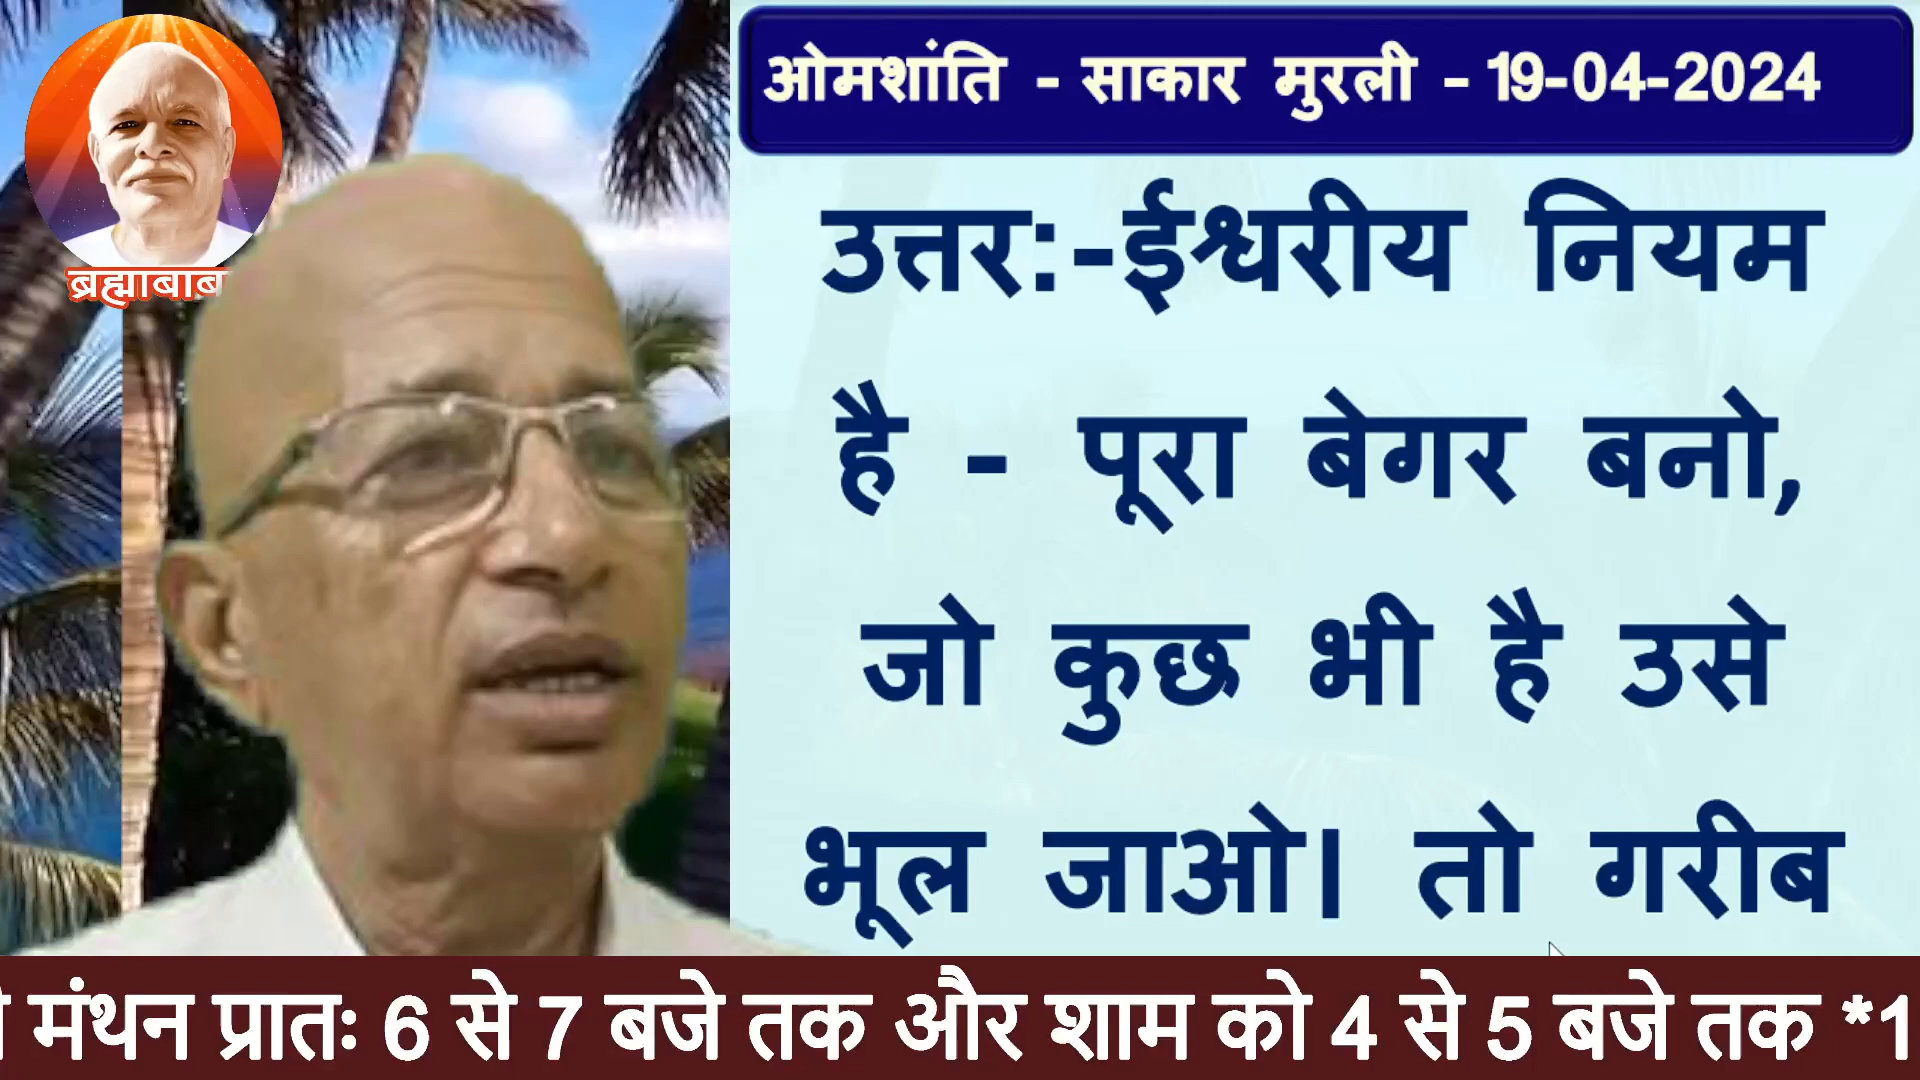 ओमशांति - साकार मुरली - 19-04-2024
ब्रह्माबाब
उत्तर:-ईश्वरीय नियम
है - पूरा बेगर बनो,
जो कुछ भी है उसे
भूल जाओ। तो गरीब
मंथन प्रातः 6 से 7 बजे तक और शाम को 4 से 5 बजे तक *1